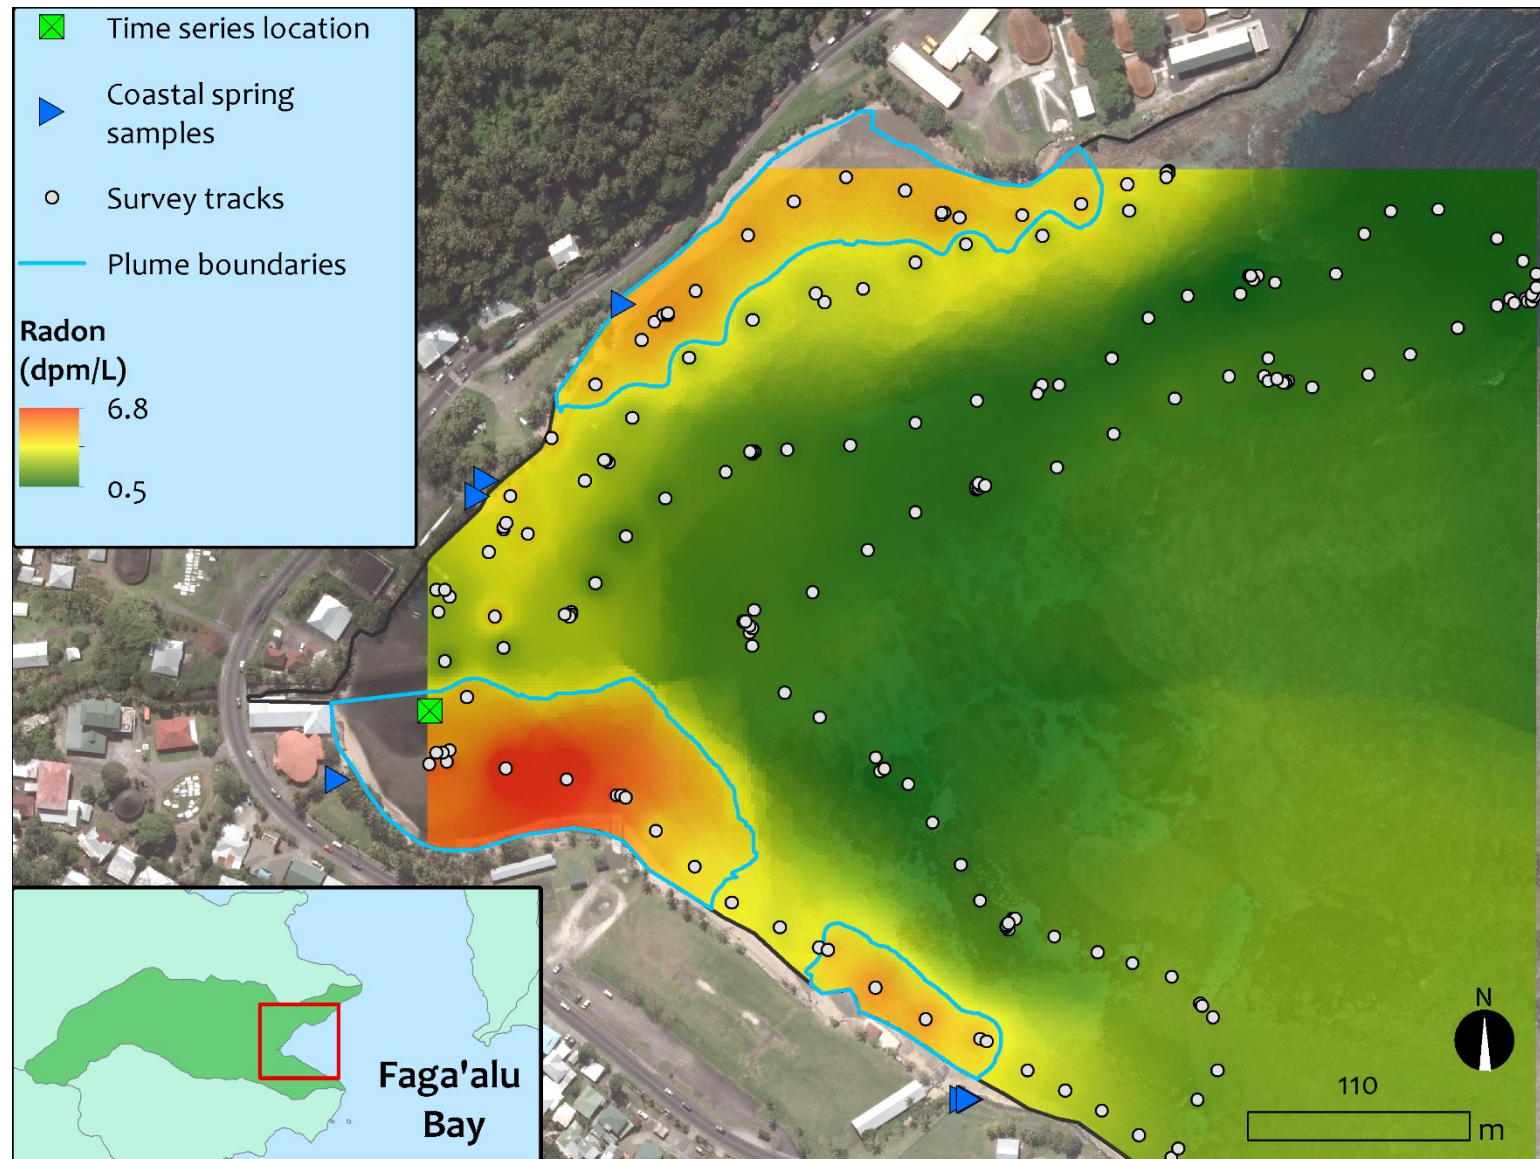 Time series location
Coastal spring
samples
Survey tracks
Plume boundaries
Radon
(dpm/L)
6.8
0.5
Faga'alu
Bay
N
110
m